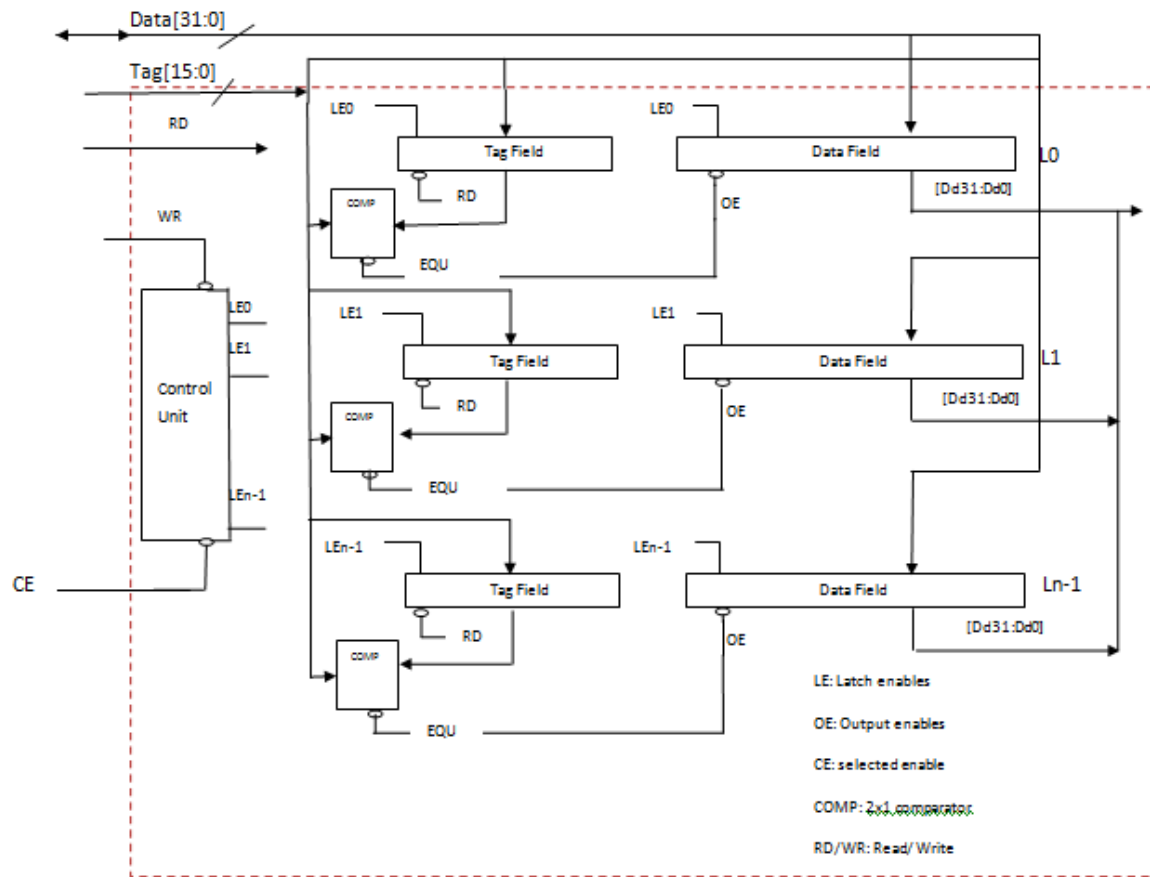 Data[31:0]
Tag[15:0]
RD
LE0
LE0
Tag Field
Data Field
L0
COMP
RD
OE
[Dd31:Dd0]
WR
EQU
LE0
LE1
LE1
LE1
Tag Field
Data Field
L1
Control
Unit
COMP
RD
OE
[Dd31:Dd0]
LEn-1
EQU
LEn-1
LEn-1
CE
Tag Field
Data Field
Ln-1
COMP
RD
OE
[Dd31:Dd0]
EQU
LE: Latch enables
OE: Output enables
CE: selected enable
COMP: 2x1 comparator
RD/WR: Read/ Write